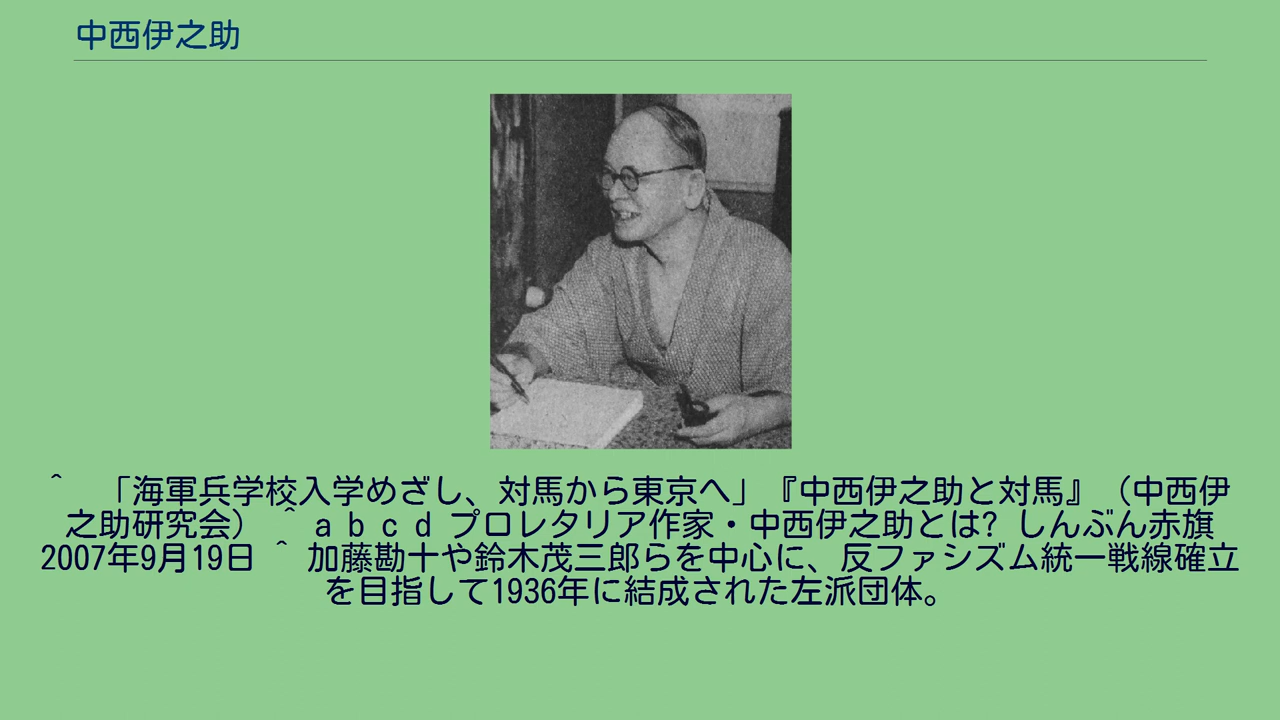 中西伊之助
^ 「海軍兵学校入学めざし、対馬から東京へ」『中西伊之助と対馬』（中西伊
之助研究会） ^ a b c d プロレタリア作家・中西伊之助とは? しんぶん赤旗
2007年9月19日 ^ 加藤勘十や鈴木茂三郎らを中心に、反ファシズム統一戦線確立
を目指して1936年に結成された左派団体。